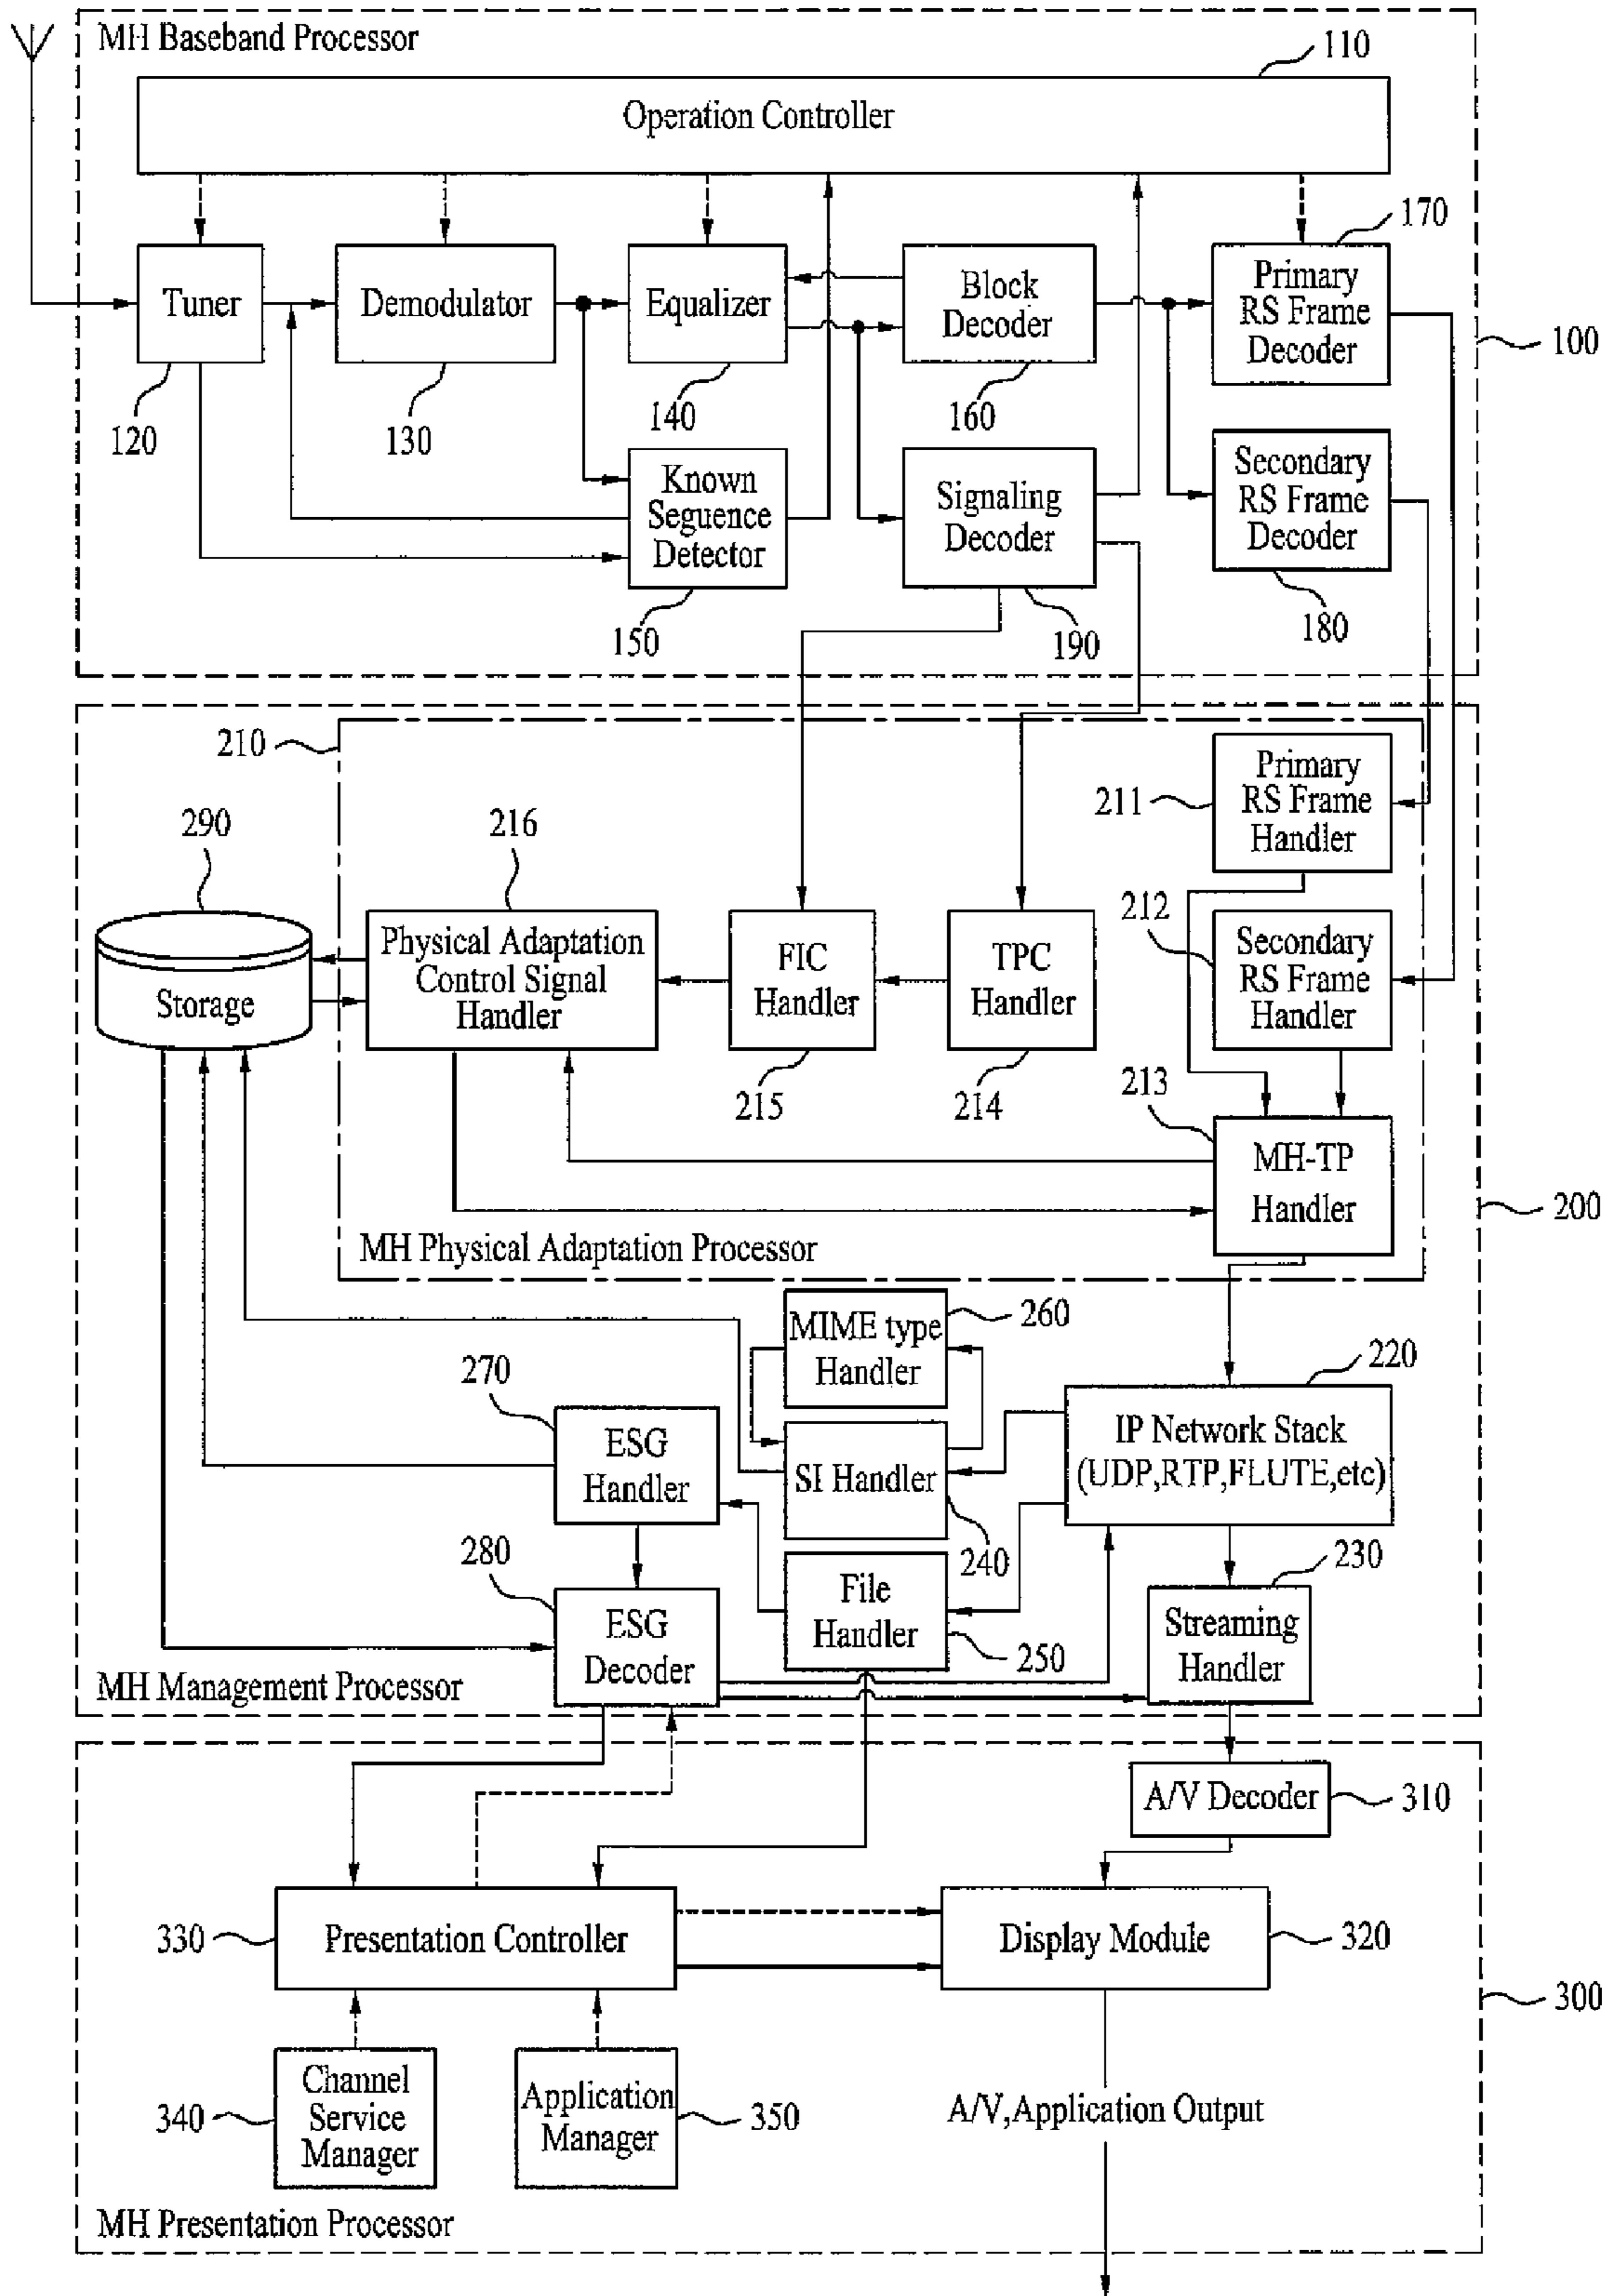 MH Baseband Processor
110
Operation Controller
170
Tuner
Demodulator
Equalizer
Block
Decoder
Primary
RS Frame
Decoder
100
120
130
140
160
Known
Seguence
Detector
Signaling
Decoder
Secondary
RS Frame
Decoder
150
190
180
210
Primary
RS Frame
Handler
211
290
216
212
Storage
Physical Adaptation
Control Signal
Handler
FIC
Handler
TPC
Handler
Secondary
RS Frame
Handler
215
214
213
MH-TP
Handler
200
MH Physical Adaptation Processor
MIME type
Handler
260
220
270
ESG
Handler
SI Handler
IP Network Stack
(UDP,RTP,FLUTE,etc)
240
230
280
ESG
Decoder
File
Handler
250
Streaming
Handler
MH Management Processor
A/V Decoder
310
330
Presentation Controller
Display Module
320
300
340
Channel
Service
Manager
Application
Manager
350
A/V,Application Output
MH Presentation Processor